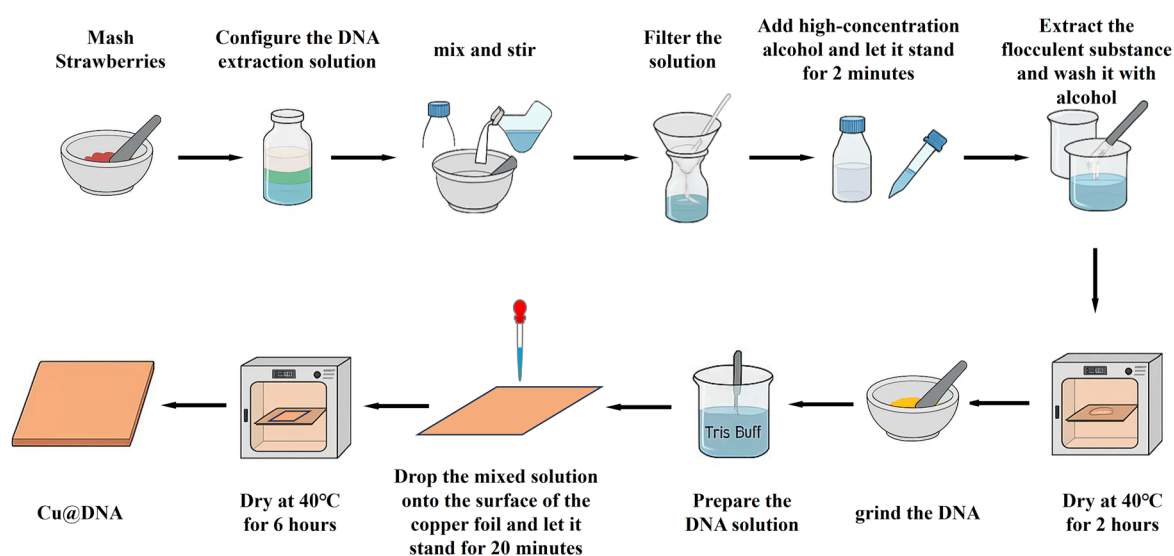 Mash
Strawberries
Configure the DNA
extraction solution
mix and stir
Filter the
solution
Add high-concentration
alcohol and let it stand
for 2 minutes
Extract the
flocculent substance
and wash it with
alcohol
Cu@DNA
Dry at 40℃
for 6 hours
Drop the mixed solution
onto the surface of the
copper foil and let it
stand for 20 minutes
Tris Buff
Prepare the
DNA solution
grind the DNA
Dry at 40℃
for 2 hours